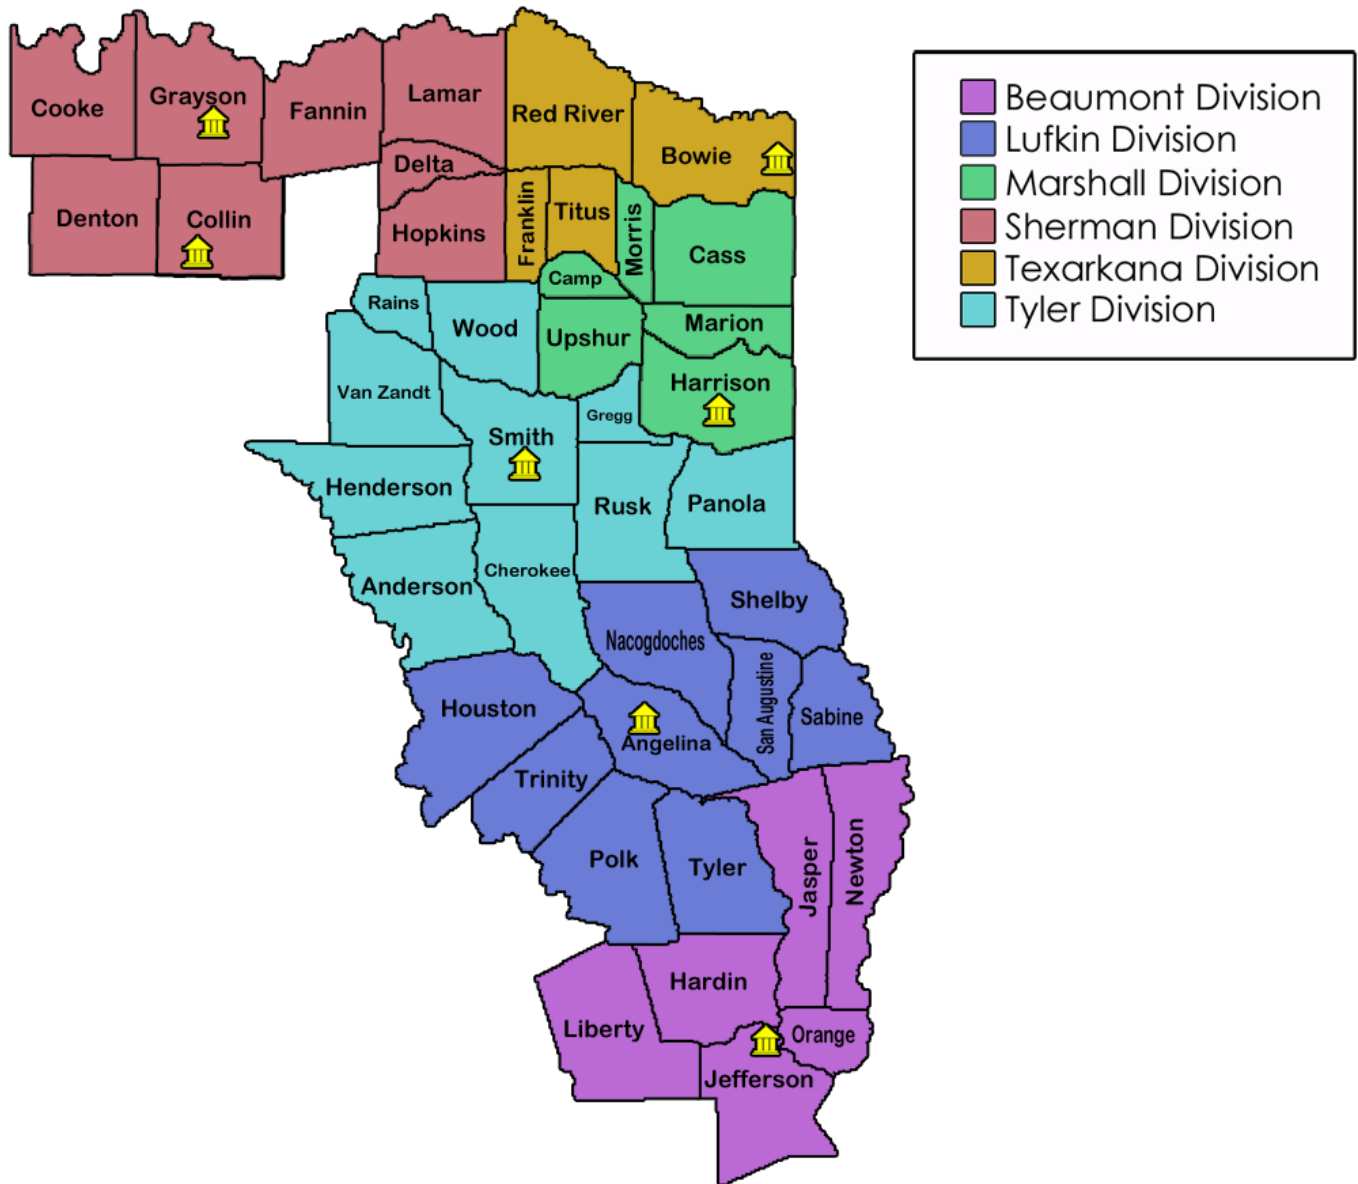 Cooke
Grayson
Fannin
Lamar
Red River
Bowie
Delta
Denton
Collin
Hopkins
Franklin
Titus
Morris
Cass
Camp
Rains
Wood
Upshur
Marion
Harrison
Van Zandt
Gregg
Smith
Henderson
Rusk
Panola
Anderson
Cherokee
Shelby
Nacogdoches
San Augustine
Sabine
Houston
Angelina
Trinity
Polk
Tyler
Jasper
Newton
Hardin
Liberty
Orange
Jefferson
Beaumont Division
Lufkin Division
Marshall Division
Sherman Division
Texarkana Division
Tyler Division